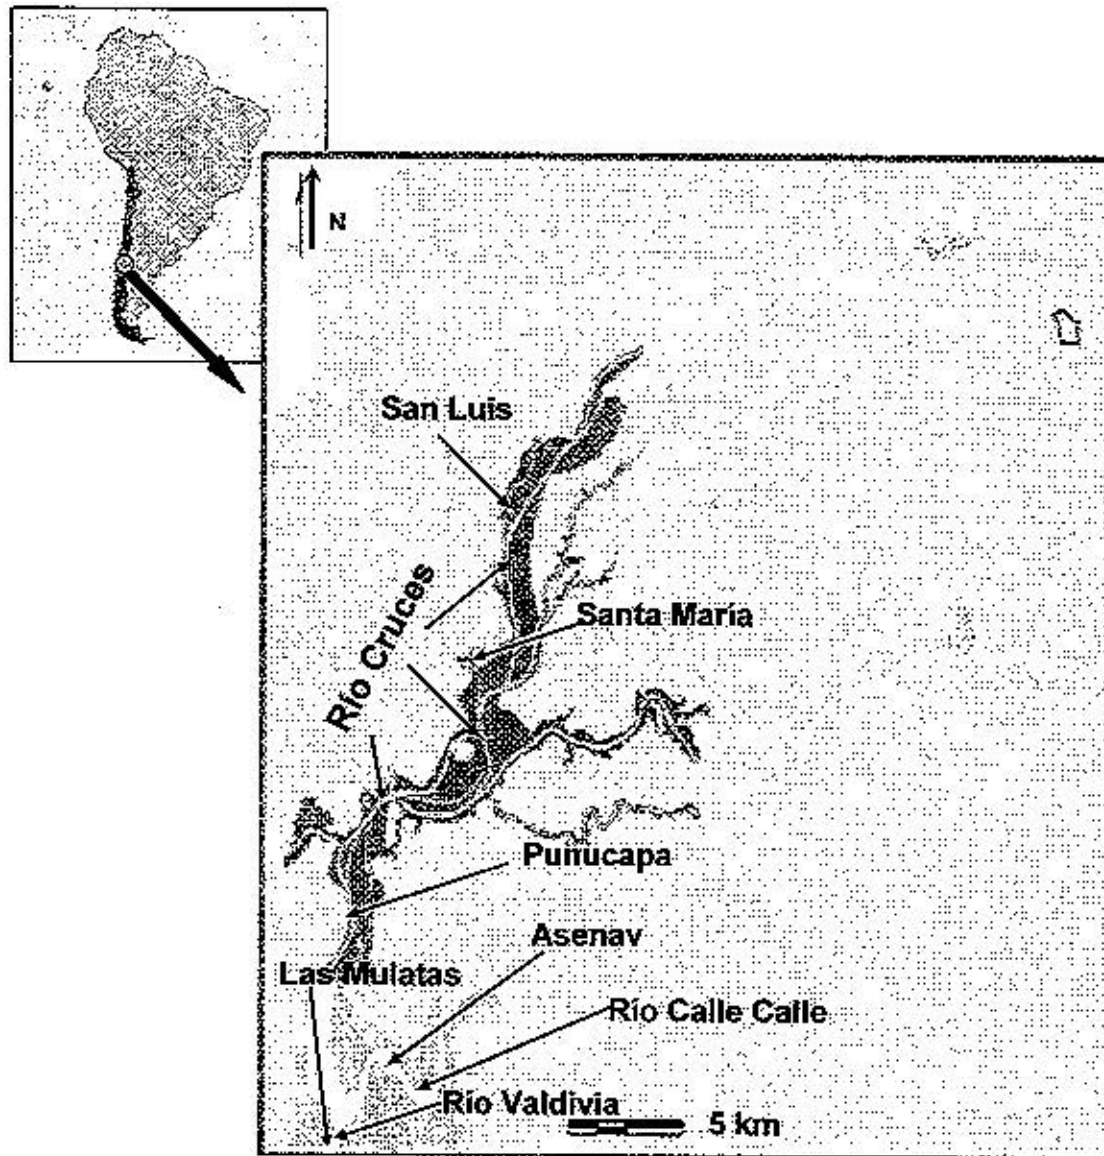 N
San Luis
Río Cruces
Santa María
Punucapa
Asenav
Las Mulatas
Río Calle Calle
Río Valdivia
5 km